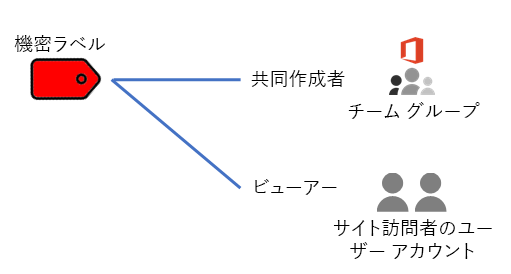 機密ラベル
共同作成者
チーム グループ
ビューアー
サイト訪問者のユー
ザー アカウント